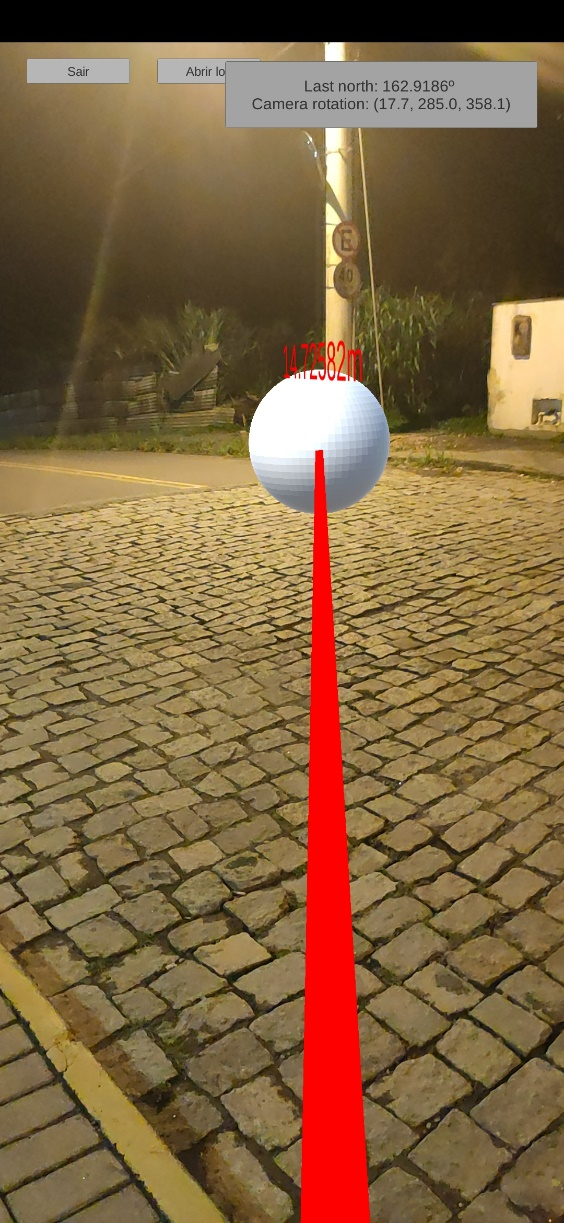 Sair
Abrir lo
Last north: 162.9186º
Camera rotation: (17.7, 285.0, 358.1)
E
40
14.72582m